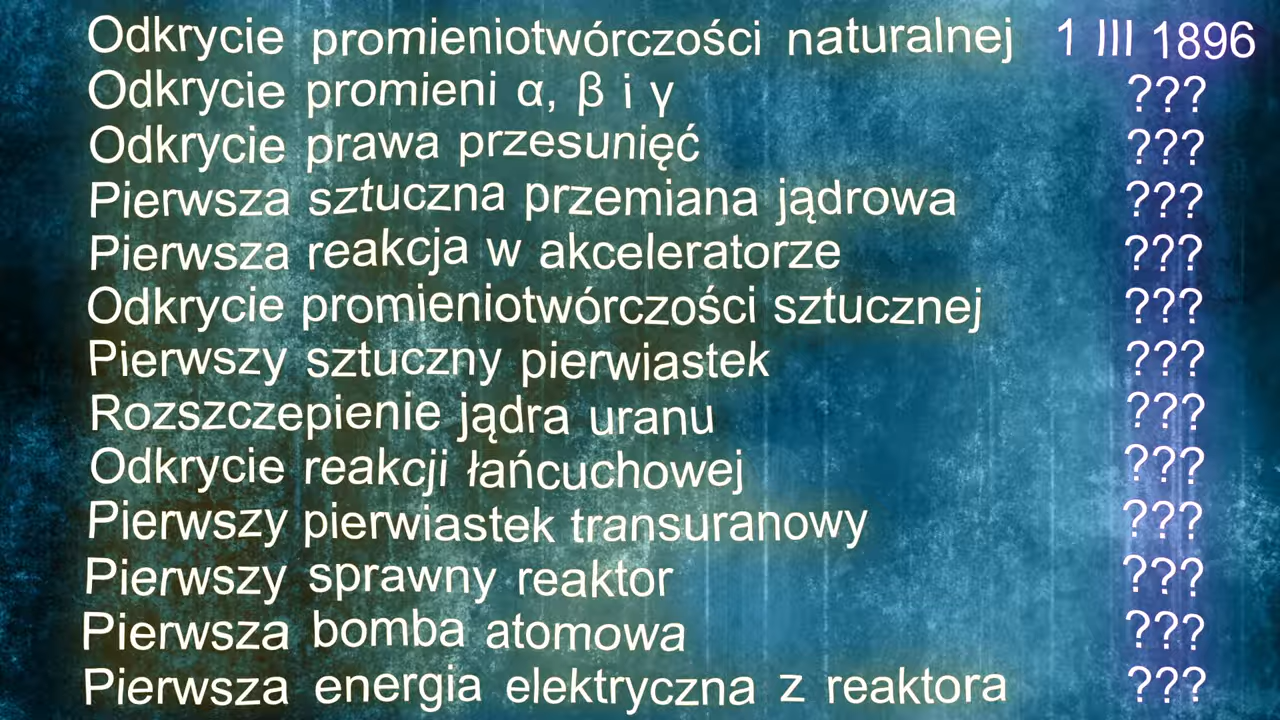 Odkrycie promieniotwórczości naturalnej 1 III 1896
Odkrycie promieni α, β i γ ???
Odkrycie prawa przesunięć ???
Pierwsza sztuczna przemiana jądrowa ???
Pierwsza reakcja w akceleratorze ???
Odkrycie promieniotwórczości sztucznej ???
Pierwszy sztuczny pierwiastek ???
Rozszczepienie jądra uranu ???
Odkrycie reakcji łańcuchowej ???
Pierwszy pierwiastek transuranowy ???
Pierwszy sprawny reaktor ???
Pierwsza bomba atomowa ???
Pierwsza energia elektryczna z reaktora ???